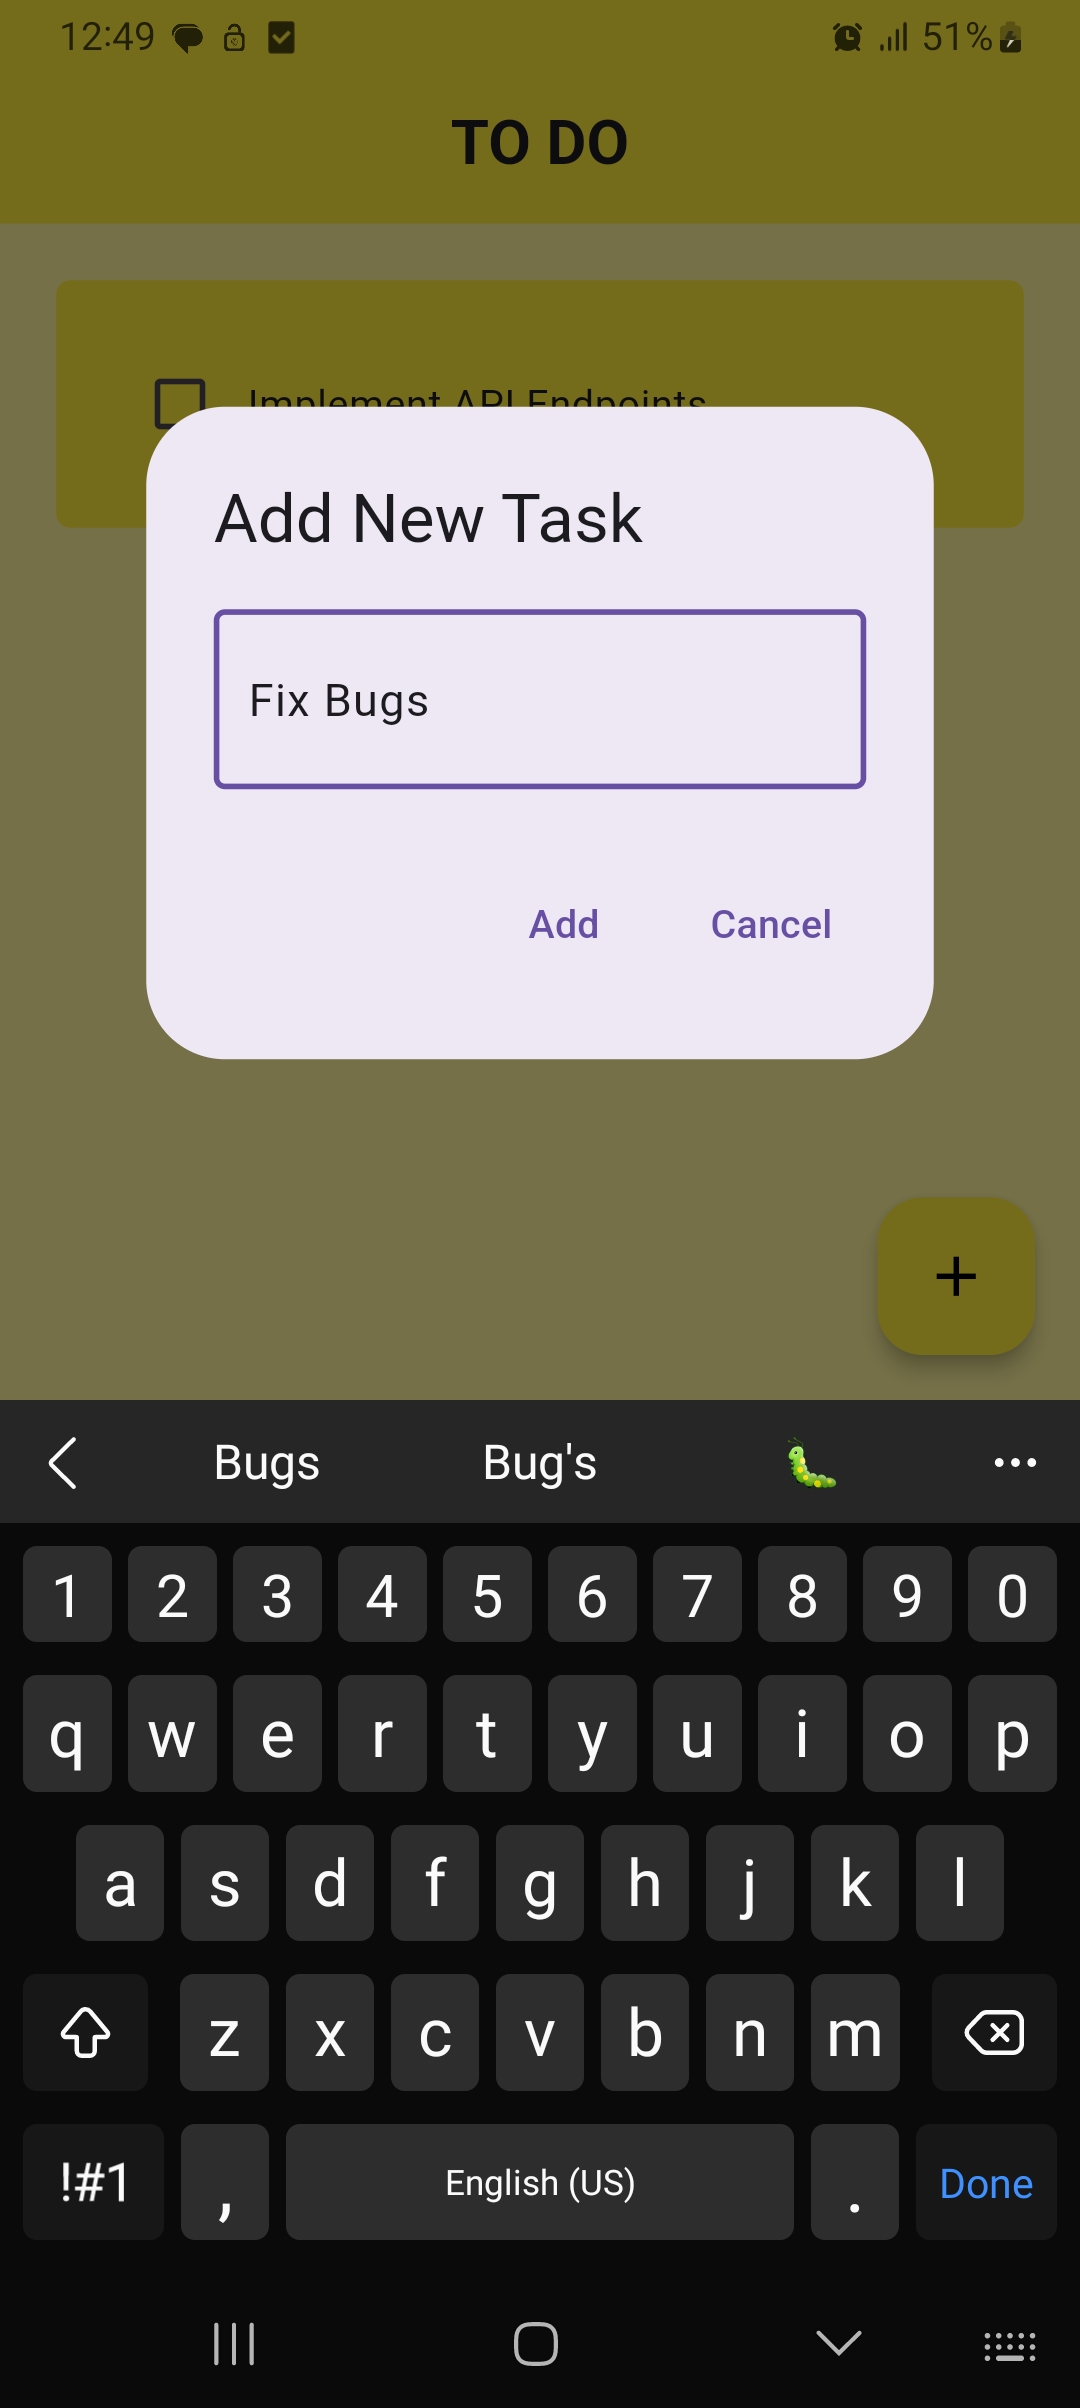 12:49 51%
TO DO
Implement API Endpoints
Add New Task
Fix Bugs
Add Cancel
Bugs Bug's
1 2 3 4 5 6 7 8 9 0
q w e r t y u i o p
a s d f g h j k l
z x c v b n m
!#1 , English (US) . Done